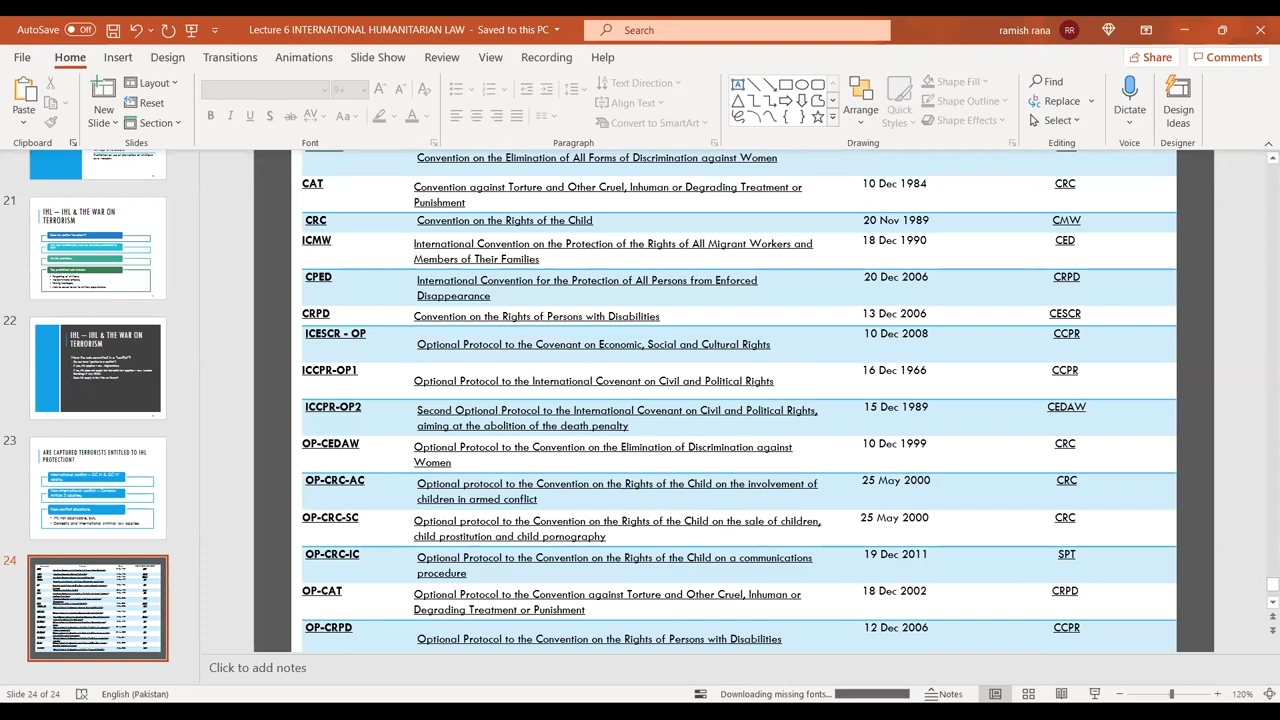 AutoSave Off Lecture 6 INTERNATIONAL HUMANITARIAN LAW - Saved to this PC Search ramish rana RR
File Home Insert Design Transitions Animations Slide Show Review View Recording Help Share Comments
Paste
New Slide
Layout
Reset
Section
9+
Text Direction
Align Text
Convert to SmartArt
Arrange
Quick Styles
Shape Fill
Shape Outline
Shape Effects
Find
Replace
Select
Dictate
Design Ideas
Clipboard Slides Font Paragraph Drawing Editing Voice Designer
21
IHL – IHL & THE WAR ON
TERRORISM
22
IHL – IHL & THE WAR ON
TERRORISM
23
ARE CAPTURED TERRORISTS ENTITLED TO IHL
PROTECTION?
24
Convention on the Elimination of All Forms of Discrimination against Women
CAT Convention against Torture and Other Cruel, Inhuman or Degrading Treatment or 10 Dec 1984 CRC
Punishment
CRC Convention on the Rights of the Child 20 Nov 1989 CMW
ICMW International Convention on the Protection of the Rights of All Migrant Workers and 18 Dec 1990 CED
Members of Their Families
CPED International Convention for the Protection of All Persons from Enforced 20 Dec 2006 CRPD
Disappearance
CRPD Convention on the Rights of Persons with Disabilities 13 Dec 2006 CESCR
ICESCR - OP Optional Protocol to the Covenant on Economic, Social and Cultural Rights 10 Dec 2008 CCPR
ICCPR-OP1 Optional Protocol to the International Covenant on Civil and Political Rights 16 Dec 1966 CCPR
ICCPR-OP2 Second Optional Protocol to the International Covenant on Civil and Political Rights, 15 Dec 1989 CEDAW
aiming at the abolition of the death penalty
OP-CEDAW Optional Protocol to the Convention on the Elimination of Discrimination against 10 Dec 1999 CRC
Women
OP-CRC-AC Optional protocol to the Convention on the Rights of the Child on the involvement of 25 May 2000 CRC
children in armed conflict
OP-CRC-SC Optional protocol to the Convention on the Rights of the Child on the sale of children, 25 May 2000 CRC
child prostitution and child pornography
OP-CRC-IC Optional Protocol to the Convention on the Rights of the Child on a communications 19 Dec 2011 SPT
procedure
OP-CAT Optional Protocol to the Convention against Torture and Other Cruel, Inhuman or 18 Dec 2002 CRPD
Degrading Treatment or Punishment
OP-CRPD Optional Protocol to the Convention on the Rights of Persons with Disabilities 12 Dec 2006 CCPR
Click to add notes
Slide 24 of 24 English (Pakistan) Downloading missing fonts... Notes 120%